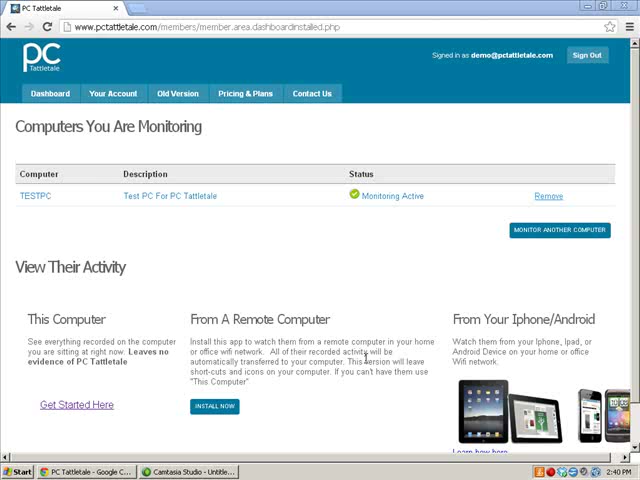 PC Tattletale
www.pctattletale.com/members/member.area.dashboardinstalled.php
pc
Tattletale
Signed in as demo@pctattletale.com
Sign Out
Dashboard
Your Account
Old Version
Pricing & Plans
Contact Us
Computers You Are Monitoring
Computer Description Status
TESTPC Test PC For PC Tattletale Monitoring Active Remove
MONITOR ANOTHER COMPUTER
View Their Activity
This Computer
See everything recorded on the computer
you are sitting at right now. Leaves no
evidence of PC Tattletale
Get Started Here
From A Remote Computer
Install this app to watch them from a remote computer in your home
or office wifi network. All of their recorded activity will be
automatically transferred to your computer. This version will leave
short-cuts and icons on your computer. If you can't have them use
"This Computer"
INSTALL NOW
From Your Iphone/Android
Watch them from your Iphone, Ipad, or
Android Device on your home or office
Wifi network.
Learn how here
Start
PC Tattletale - Google C...
Camtasia Studio - Untitle...
2:40 PM